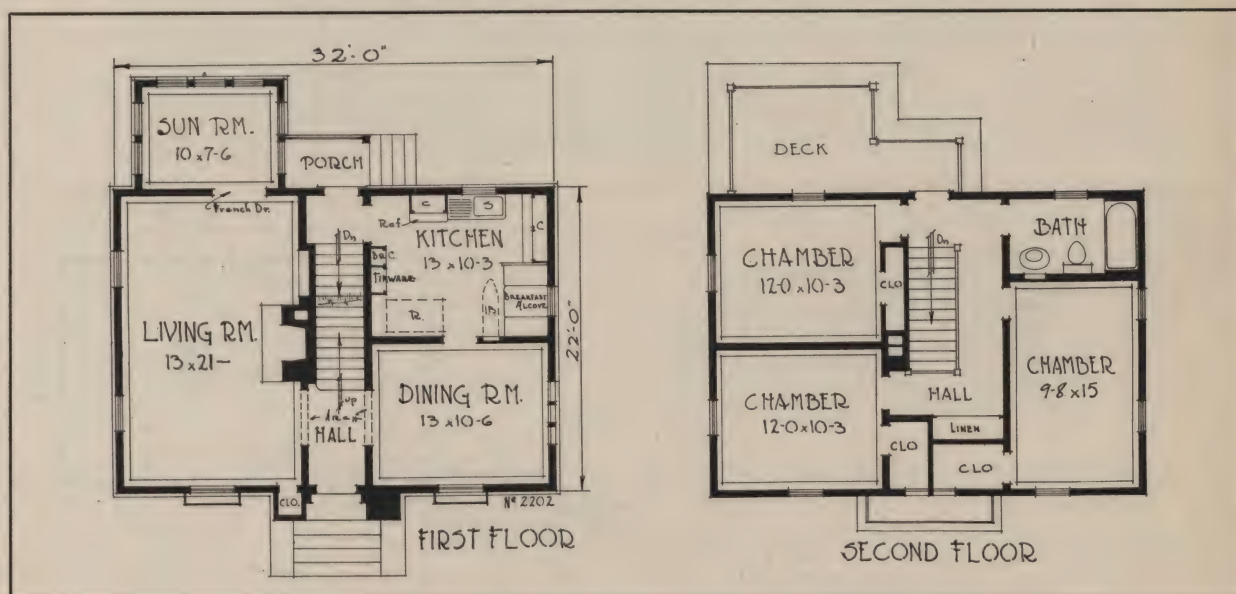 32'-0"
SUN RM.
10 x 7-6
PORCH
French Dr.
Dn
C
S
Ref.
KITCHEN
13 x 10-3
C
DR.
C.
TINWARE
R.
B
BREAKFAST
ALCOVE
22'-0"
LIVING RM.
13 x 21-
DINING RM.
13 x 10-6
UP
HALL
CLO.
Nº 2202
FIRST FLOOR
DECK
Dn
BATH
CHAMBER
12-0 x 10-3
CLO
CHAMBER
9-8 x 15
CHAMBER
12-0 x 10-3
HALL
LINEN
CLO
CLO
SECOND FLOOR